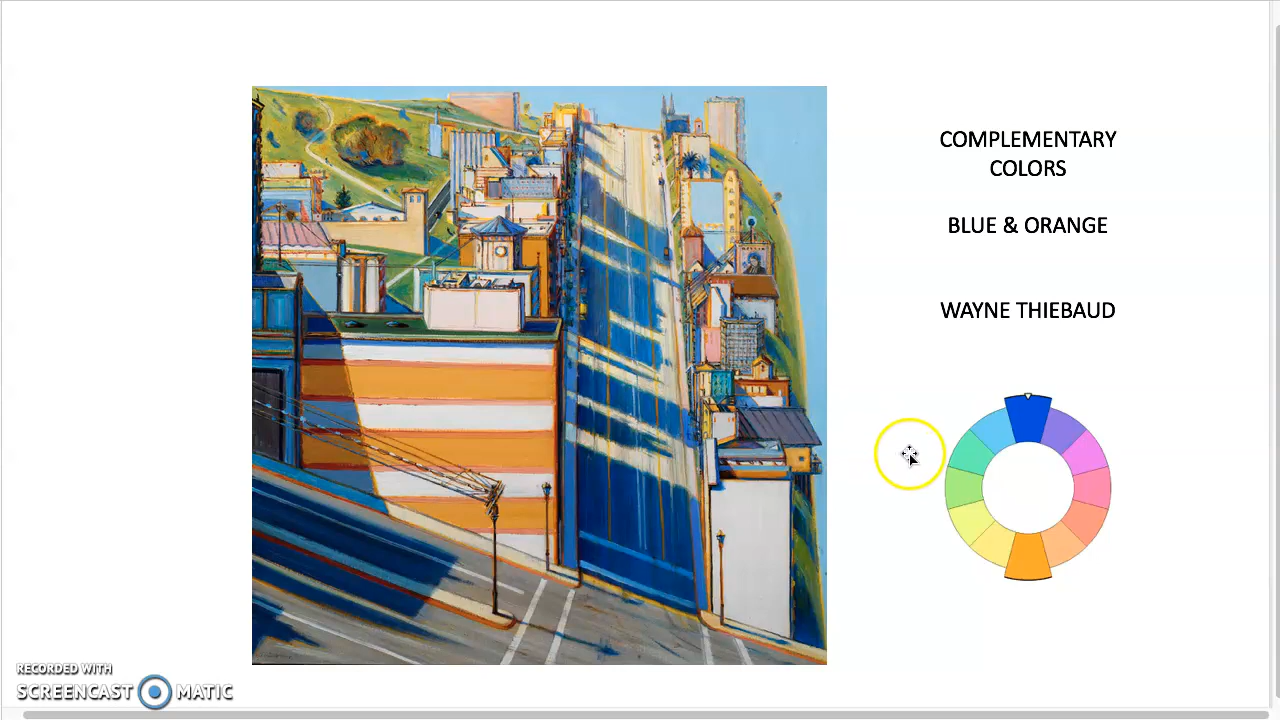 COMPLEMENTARY
COLORS
BLUE & ORANGE
WAYNE THIEBAUD
RECORDED WITH
SCREENCAST MATIC